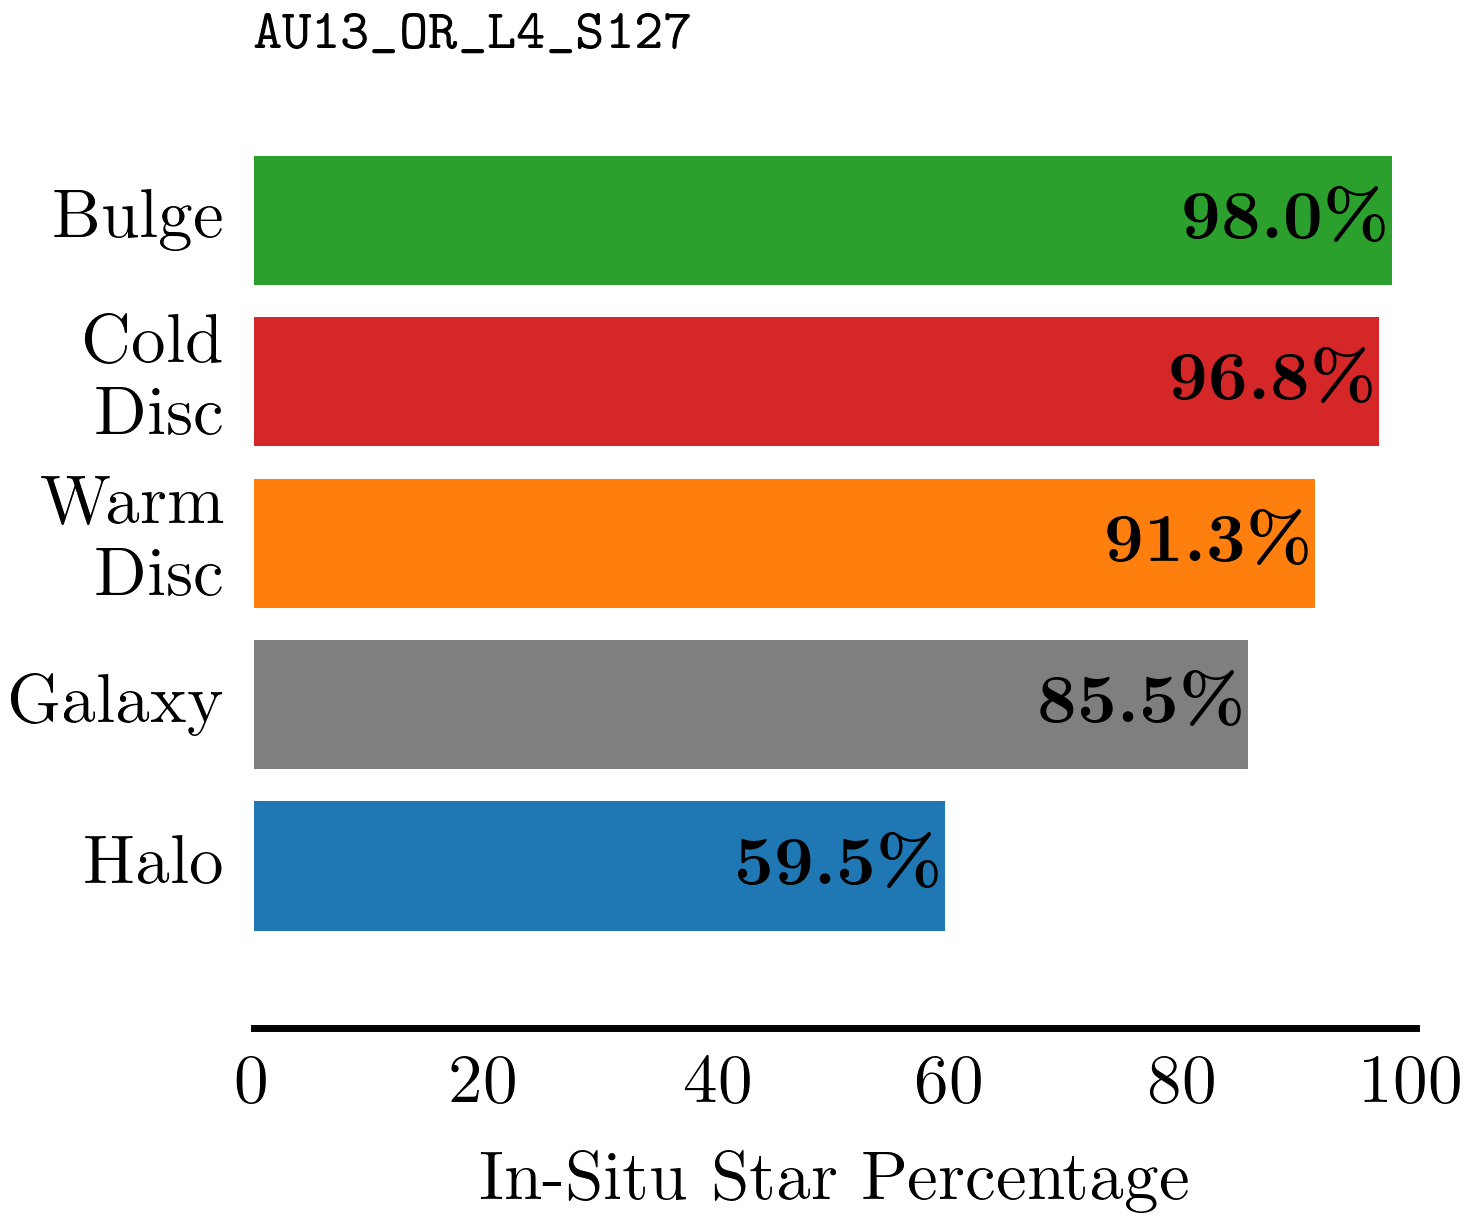 AU13_OR_L4_S127
Bulge
98.0%
Cold
Disc
96.8%
Warm
Disc
91.3%
Galaxy
85.5%
Halo
59.5%
0 20 40 60 80 100
In-Situ Star Percentage